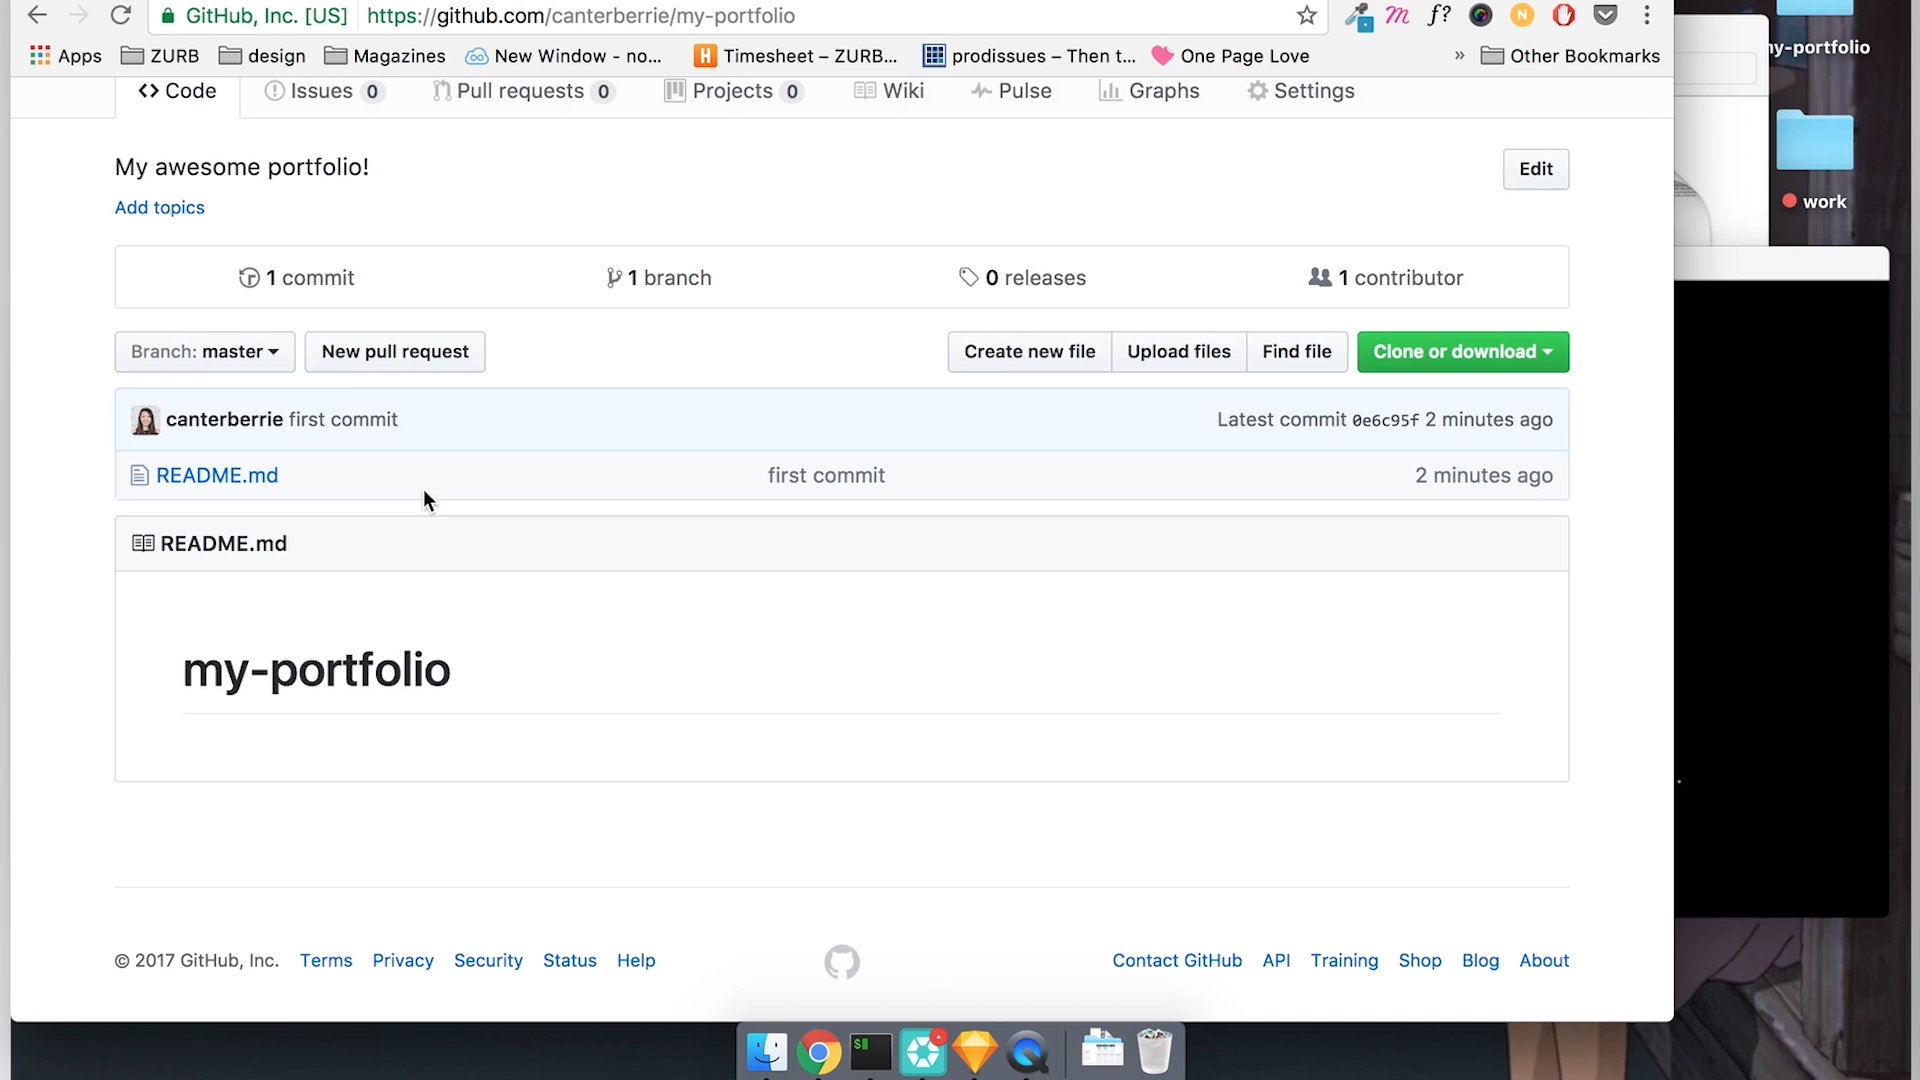 GitHub, Inc. [US] https://github.com/canterberrie/my-portfolio
Apps ZURB design Magazines New Window - no... H Timesheet – ZURB... prodissues – Then t... One Page Love » Other Bookmarks
Code Issues 0 Pull requests 0 Projects 0 Wiki Pulse Graphs Settings
My awesome portfolio! Edit
Add topics
1 commit 1 branch 0 releases 1 contributor
Branch: master New pull request Create new file Upload files Find file Clone or download
canterberrie first commit Latest commit 0e6c95f 2 minutes ago
README.md first commit 2 minutes ago
README.md
my-portfolio
© 2017 GitHub, Inc. Terms Privacy Security Status Help Contact GitHub API Training Shop Blog About
my-portfolio
work